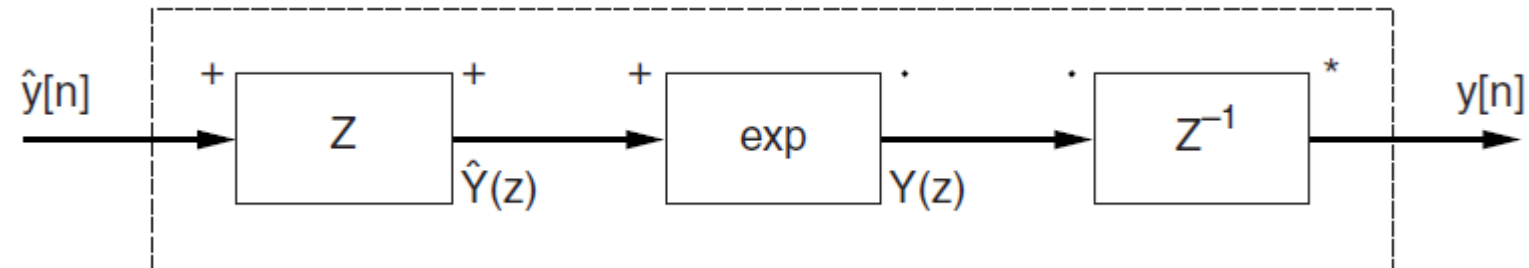 + + + · · *
ŷ[n] Z exp Z⁻¹ y[n]
Ŷ(z) Y(z)